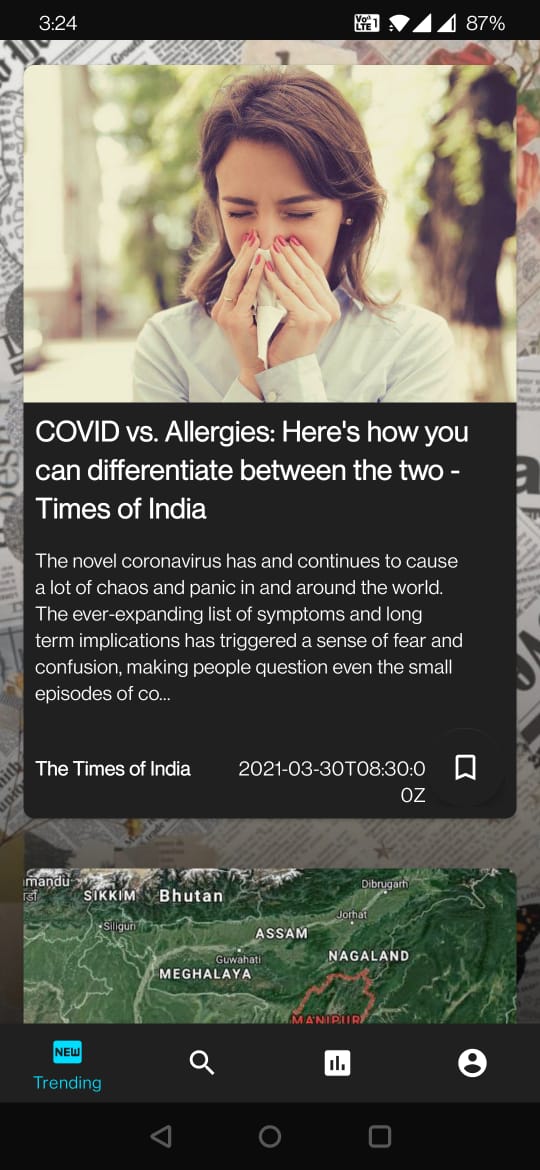 3:24
Vo 1
LTE
87%
COVID vs. Allergies: Here's how you
can differentiate between the two -
Times of India
The novel coronavirus has and continues to cause
a lot of chaos and panic in and around the world.
The ever-expanding list of symptoms and long
term implications has triggered a sense of fear and
confusion, making people question even the small
episodes of co...
The Times of India
2021-03-30T08:30:0
0Z
mandu
SIKKIM
Bhutan
Dibrugarh
Siliguri
Jorhat
ASSAM
Guwahati
NAGALAND
MEGHALAYA
MANIPUR
NEW
Trending